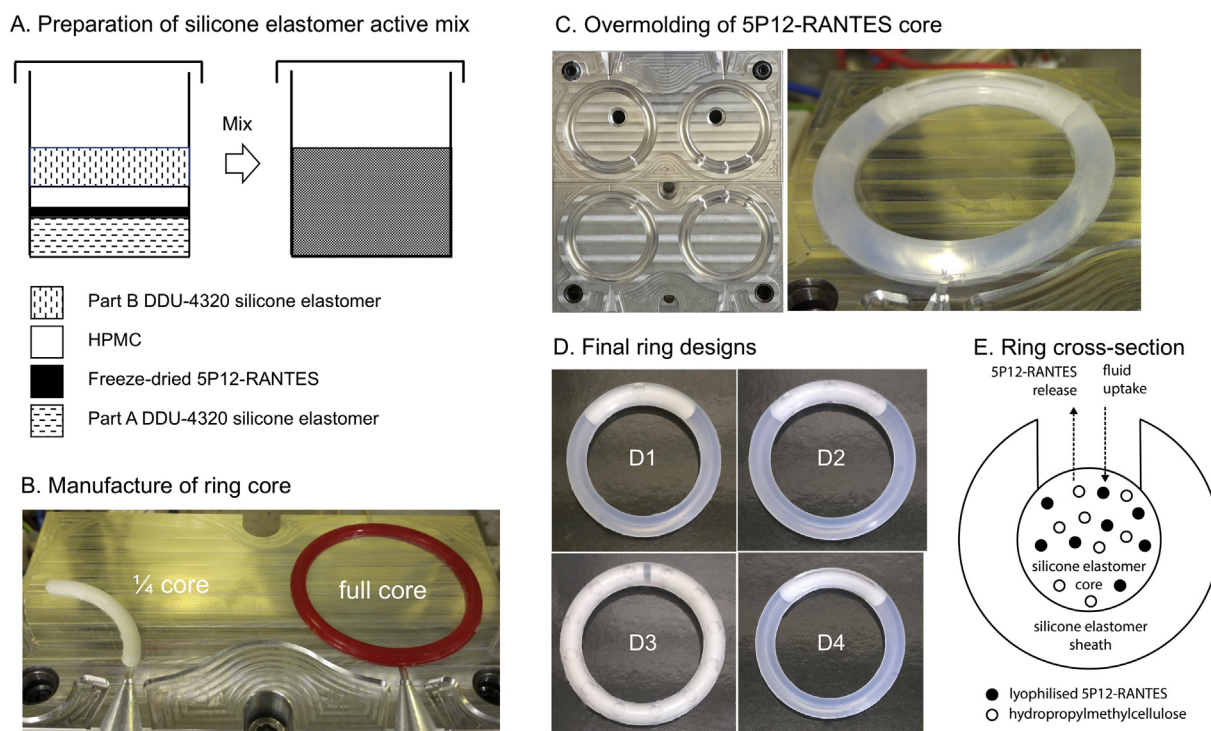 A. Preparation of silicone elastomer active mix
Mix
Part B DDU-4320 silicone elastomer
HPMC
Freeze-dried 5P12-RANTES
Part A DDU-4320 silicone elastomer
B. Manufacture of ring core
¼ core
full core
C. Overmolding of 5P12-RANTES core
D. Final ring designs
D1
D2
D3
D4
E. Ring cross-section
5P12-RANTES
release
fluid
uptake
silicone elastomer
core
silicone elastomer
sheath
lyophilised 5P12-RANTES
hydropropylmethylcellulose